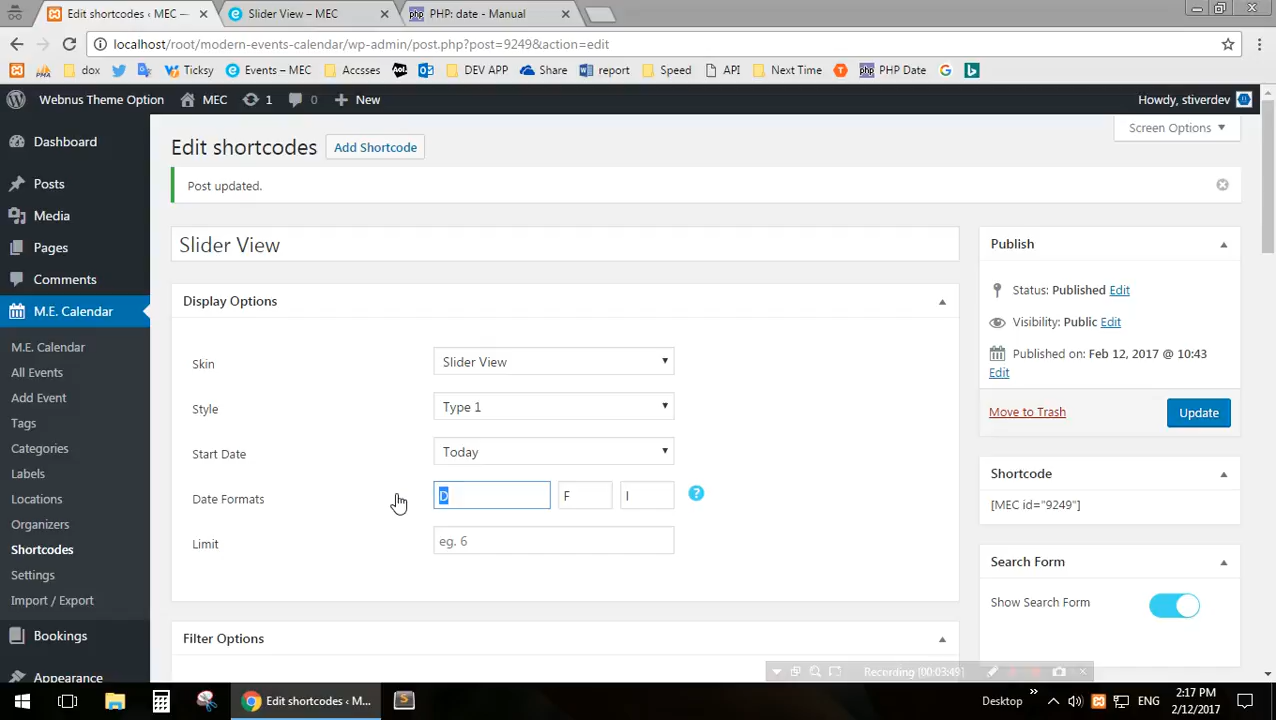 Edit shortcodes ‹ MEC —
Slider View – MEC
PHP: date - Manual
localhost/root/modern-events-calendar/wp-admin/post.php?post=9249&action=edit
dox
Ticksy
Events – MEC
Accsses
DEV APP
Share
report
Speed
API
Next Time
PHP Date
Webnus Theme Option
MEC
1
0
New
Howdy, stiverdev
Screen Options
Dashboard
Posts
Media
Pages
Comments
M.E. Calendar
M.E. Calendar
All Events
Add Event
Tags
Categories
Labels
Locations
Organizers
Shortcodes
Settings
Import / Export
Bookings
Appearance
Edit shortcodes
Add Shortcode
Post updated.
Slider View
Display Options
Skin
Slider View
Style
Type 1
Start Date
Today
Date Formats
D
F
l
?
Limit
eg. 6
Filter Options
Publish
Status: Published Edit
Visibility: Public Edit
Published on: Feb 12, 2017 @ 10:43
Edit
Move to Trash
Update
Shortcode
[MEC id="9249"]
Search Form
Show Search Form
Recording [00:03:49]
Edit shortcodes ‹ M...
Desktop
ENG
2:17 PM
2/12/2017